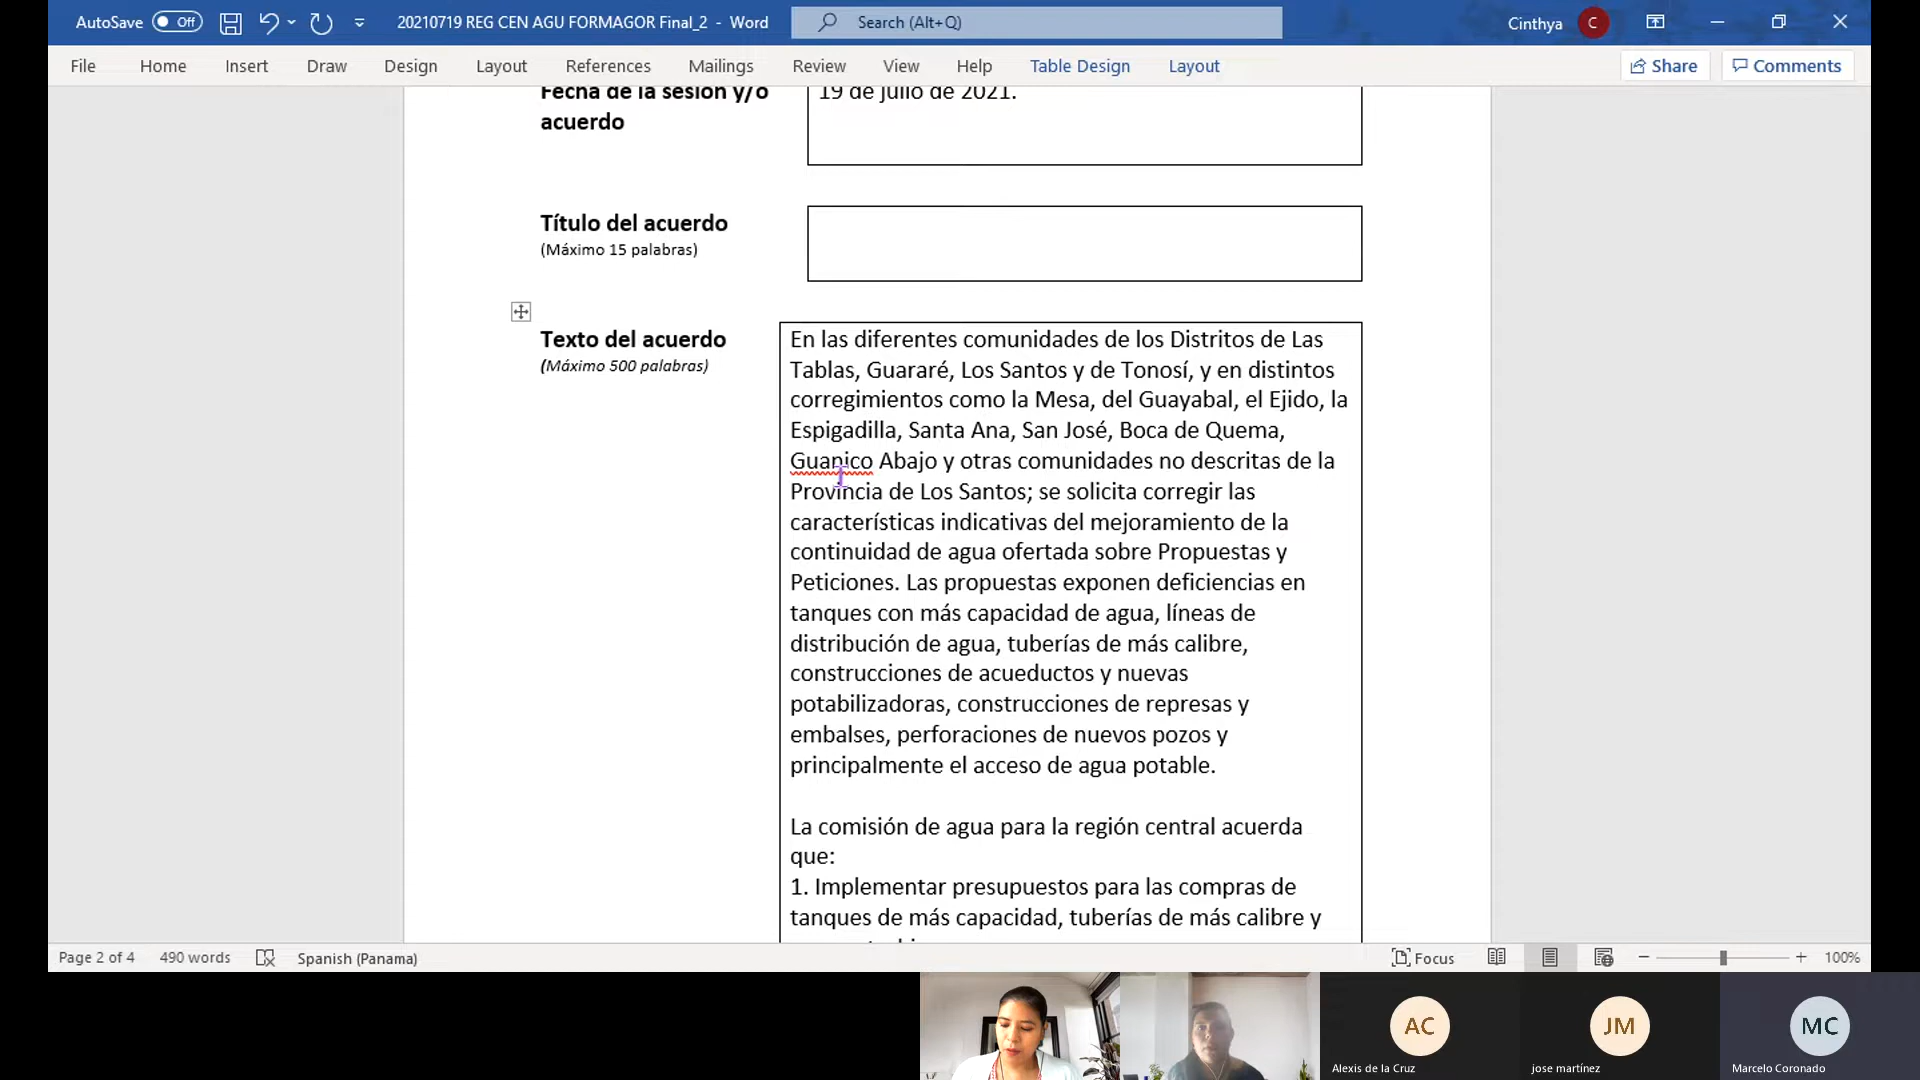 AutoSave Off 20210719 REG CEN AGU FORMAGOR Final_2 - Word Search (Alt+Q) Cinthya C
File Home Insert Draw Design Layout References Mailings Review View Help Table Design Layout Share Comments
Fecha de la sesión y/o
acuerdo
19 de julio de 2021.
Título del acuerdo
(Máximo 15 palabras)
Texto del acuerdo
(Máximo 500 palabras)
En las diferentes comunidades de los Distritos de Las
Tablas, Guararé, Los Santos y de Tonosí, y en distintos
corregimientos como la Mesa, del Guayabal, el Ejido, la
Espigadilla, Santa Ana, San José, Boca de Quema,
Guanico Abajo y otras comunidades no descritas de la
Provincia de Los Santos; se solicita corregir las
características indicativas del mejoramiento de la
continuidad de agua ofertada sobre Propuestas y
Peticiones. Las propuestas exponen deficiencias en
tanques con más capacidad de agua, líneas de
distribución de agua, tuberías de más calibre,
construcciones de acueductos y nuevas
potabilizadoras, construcciones de represas y
embalses, perforaciones de nuevos pozos y
principalmente el acceso de agua potable.
La comisión de agua para la región central acuerda
que:
1. Implementar presupuestos para las compras de
tanques de más capacidad, tuberías de más calibre y
Page 2 of 4 490 words Spanish (Panama) Focus 100%
AC JM MC
Alexis de la Cruz jose martínez Marcelo Coronado